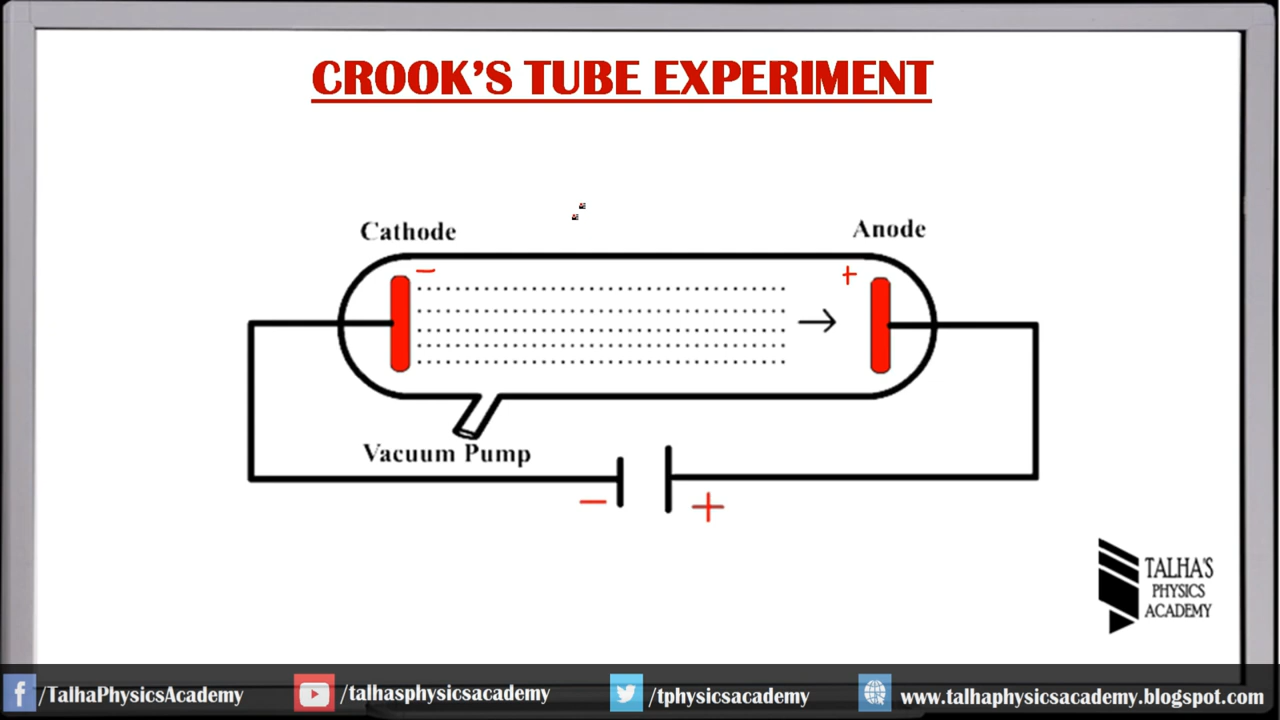 CROOK'S TUBE EXPERIMENT
Cathode
Anode
−
+
Vacuum Pump
−
+
TALHA'S
PHYSICS
ACADEMY
/TalhaPhysicsAcademy
/talhasphysicsacademy
/tphysicsacademy
www.talhaphysicsacademy.blogspot.com